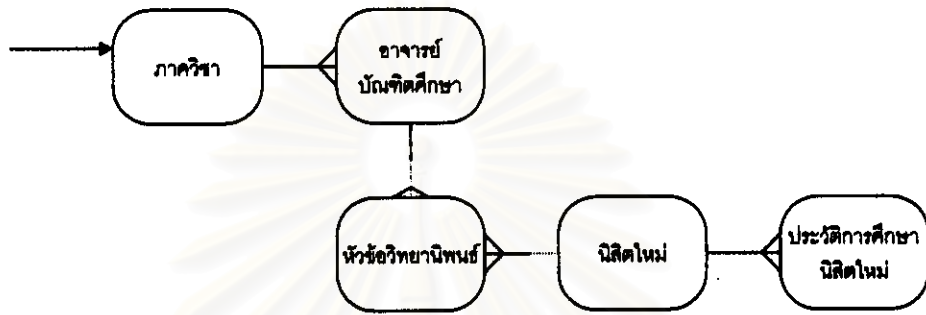 ภาควิชา
อาจารย์
บัณฑิตศึกษา
หัวข้อวิทยานิพนธ์
นิสิตใหม่
ประวัติการศึกษา
นิสิตใหม่